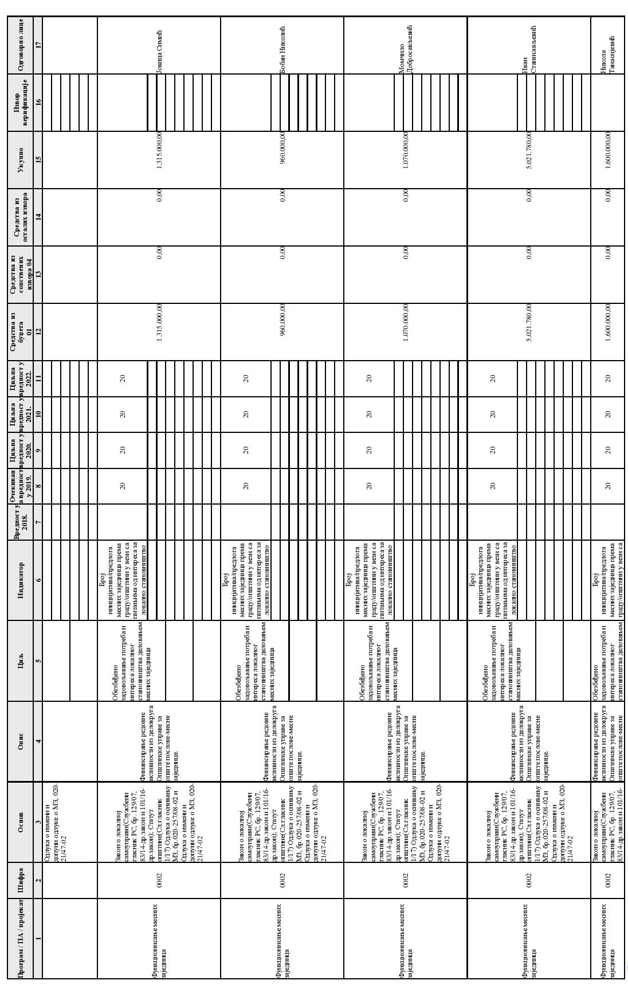 Програм / ПА / пројекат
Шифра
Основ
Опис
Циљ
Индикатор
Вредност у
2018.
Очекиван
а вредност
у 2019.
Циљна
вредност у
2020.
Циљна
вредност у
2021.
Циљна
вредност у
2022.
Средства из
буџета
01
Средства из
сопствених
извора 04
Средства из
осталих извора
Укупно
Извор
верификације
Одговорно лице
1
2
3
4
5
6
7
8
9
10
11
12
13
14
15
16
17
Одлука о измени и
допуни одлуке о МЗ, 020-
21/47-02
Функционисање месних
заједница
0002
Закон о локалној
самоуправи(Службени
гласник РС, бр. 129/07,
83/14-др.закон и 101/16-
др.закон); Статут
општине(Сл.гласник
1/17) Одлука о оснивању
МЗ, бр.020-257/08-02 и
Одлука о измени и
допуни одлуке о МЗ, 020-
21/47-02
Финансирање редовне
активности из делокруга
Општинске управе за
опште послове-месне
заједнице.
Обезбеђено
задовољавање потреба и
интереса локалног
становништва деловањем
месних заједница
Број
иницијатива/предлога
месних заједница према
граду/општини у вези са
питањима од интереса за
локално становништво
20
20
20
20
1.315.000,00
0,00
0,00
1.315.000,00
Јовица Симић
Функционисање месних
заједница
0002
Закон о локалној
самоуправи(Службени
гласник РС, бр. 129/07,
83/14-др.закон и 101/16-
др.закон); Статут
општине(Сл.гласник
1/17) Одлука о оснивању
МЗ, бр.020-257/08-02 и
Одлука о измени и
допуни одлуке о МЗ, 020-
21/47-02
Финансирање редовне
активности из делокруга
Општинске управе за
опште послове-месне
заједнице.
Обезбеђено
задовољавање потреба и
интереса локалног
становништва деловањем
месних заједница
Број
иницијатива/предлога
месних заједница према
граду/општини у вези са
питањима од интереса за
локално становништво
20
20
20
20
960.000,00
0,00
0,00
960.000,00
Бобан Николић
Функционисање месних
заједница
0002
Закон о локалној
самоуправи(Службени
гласник РС, бр. 129/07,
83/14-др.закон и 101/16-
др.закон); Статут
општине(Сл.гласник
1/17) Одлука о оснивању
МЗ, бр.020-257/08-02 и
Одлука о измени и
допуни одлуке о МЗ, 020-
21/47-02
Финансирање редовне
активности из делокруга
Општинске управе за
опште послове-месне
заједнице.
Обезбеђено
задовољавање потреба и
интереса локалног
становништва деловањем
месних заједница
Број
иницијатива/предлога
месних заједница према
граду/општини у вези са
питањима од интереса за
локално становништво
20
20
20
20
1.070.000,00
0,00
0,00
1.070.000,00
Момчило
Добросављевић
Функционисање месних
заједница
0002
Закон о локалној
самоуправи(Службени
гласник РС, бр. 129/07,
83/14-др.закон и 101/16-
др.закон); Статут
општине(Сл.гласник
1/17) Одлука о оснивању
МЗ, бр.020-257/08-02 и
Одлука о измени и
допуни одлуке о МЗ, 020-
21/47-02
Финансирање редовне
активности из делокруга
Општинске управе за
опште послове-месне
заједнице.
Обезбеђено
задовољавање потреба и
интереса локалног
становништва деловањем
месних заједница
Број
иницијатива/предлога
месних заједница према
граду/општини у вези са
питањима од интереса за
локално становништво
20
20
20
20
5.021.780,00
0,00
0,00
5.021.780,00
Иван
Станисављевић
Функционисање месних
заједница
0002
Закон о локалној
самоуправи(Службени
гласник РС, бр. 129/07,
83/14-др.закон и 101/16-
Финансирање редовне
активности из делокруга
Општинске управе за
опште послове-месне
Обезбеђено
задовољавање потреба и
интереса локалног
становништва деловањем
Број
иницијатива/предлога
месних заједница према
граду/општини у вези са
20
20
20
20
1.600.000,00
0,00
0,00
1.600.000,00
Никола
Танасијевић